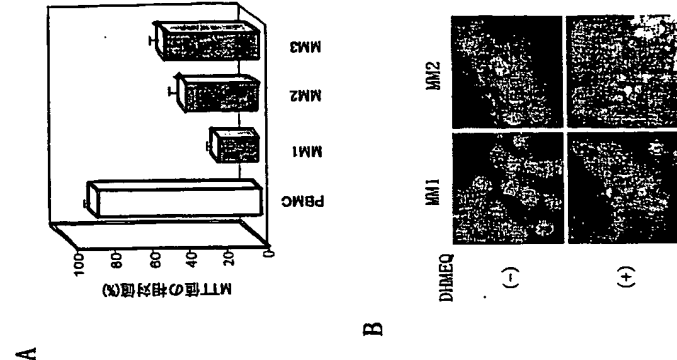 A
MTT値の相対値(%)
100
80
60
40
20
0
PBMC
MM1
MM2
MM3
B
DHMEQ
MM1
MM2
(-)
(+)